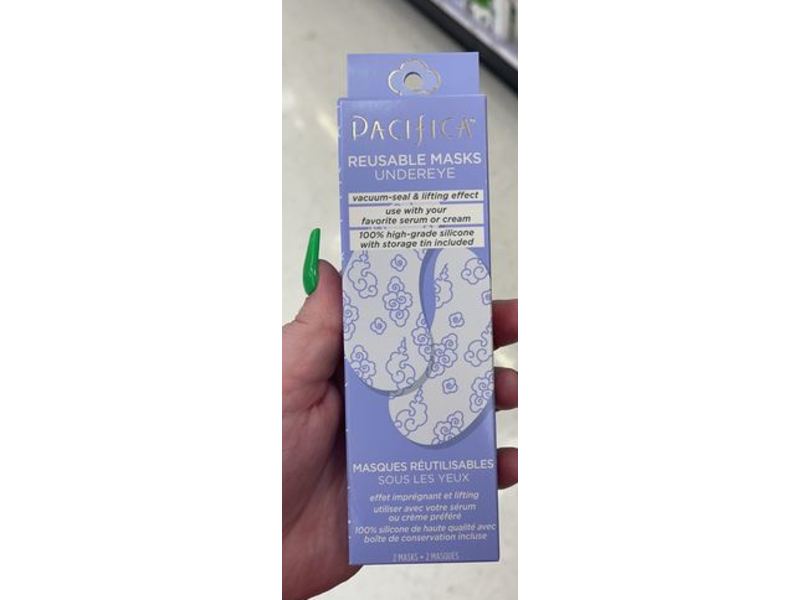 PACIFICA™
REUSABLE MASKS
UNDEREYE
vacuum-seal & lifting effect
use with your
favorite serum or cream
100% high-grade silicone
with storage tin included
MASQUES RÉUTILISABLES
SOUS LES YEUX
effet imprégnant et lifting
utiliser avec votre sérum
ou crème préféré
100% silicone de haute qualité avec
boîte de conservation incluse
2 MASKS • 2 MASQUES